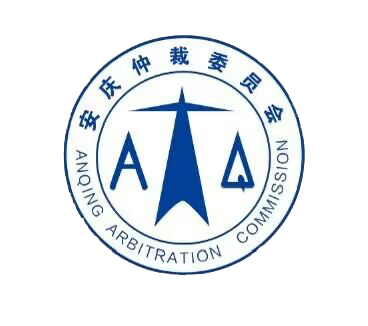 安庆仲裁委员会
A Q
ANQING ARBITRATION COMMISSION